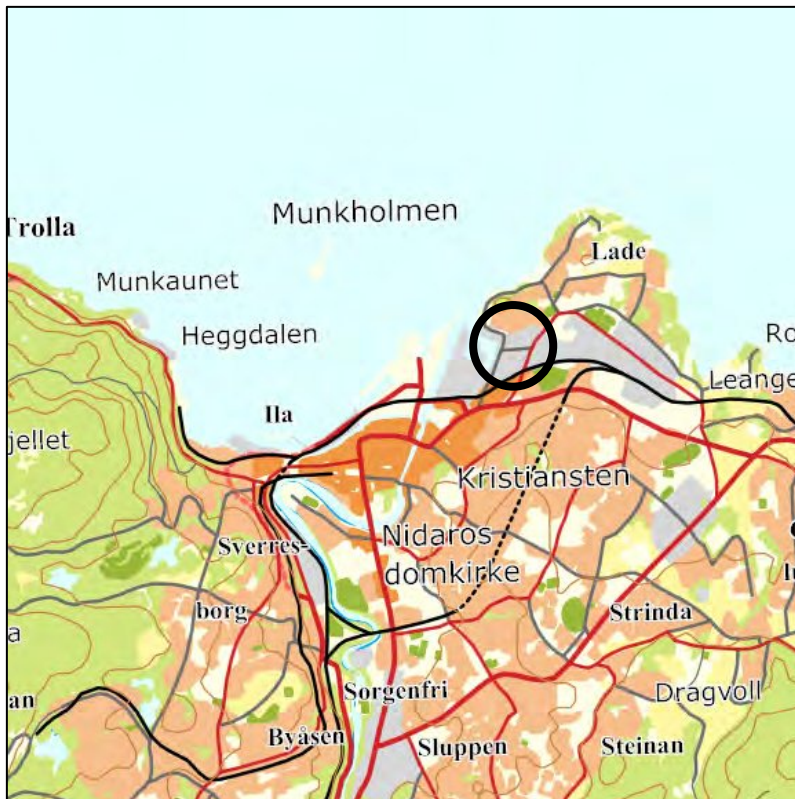 Munkholmen
Trolla
Lade
Munkaunet
Heggdalen
Ro
Leange
Ila
jellet
Kristiansten
Nidaros
domkirke
Sverres-
borg
Strinda
a
an
Sorgenfri
Dragvoll
Byåsen
Sluppen
Steinan